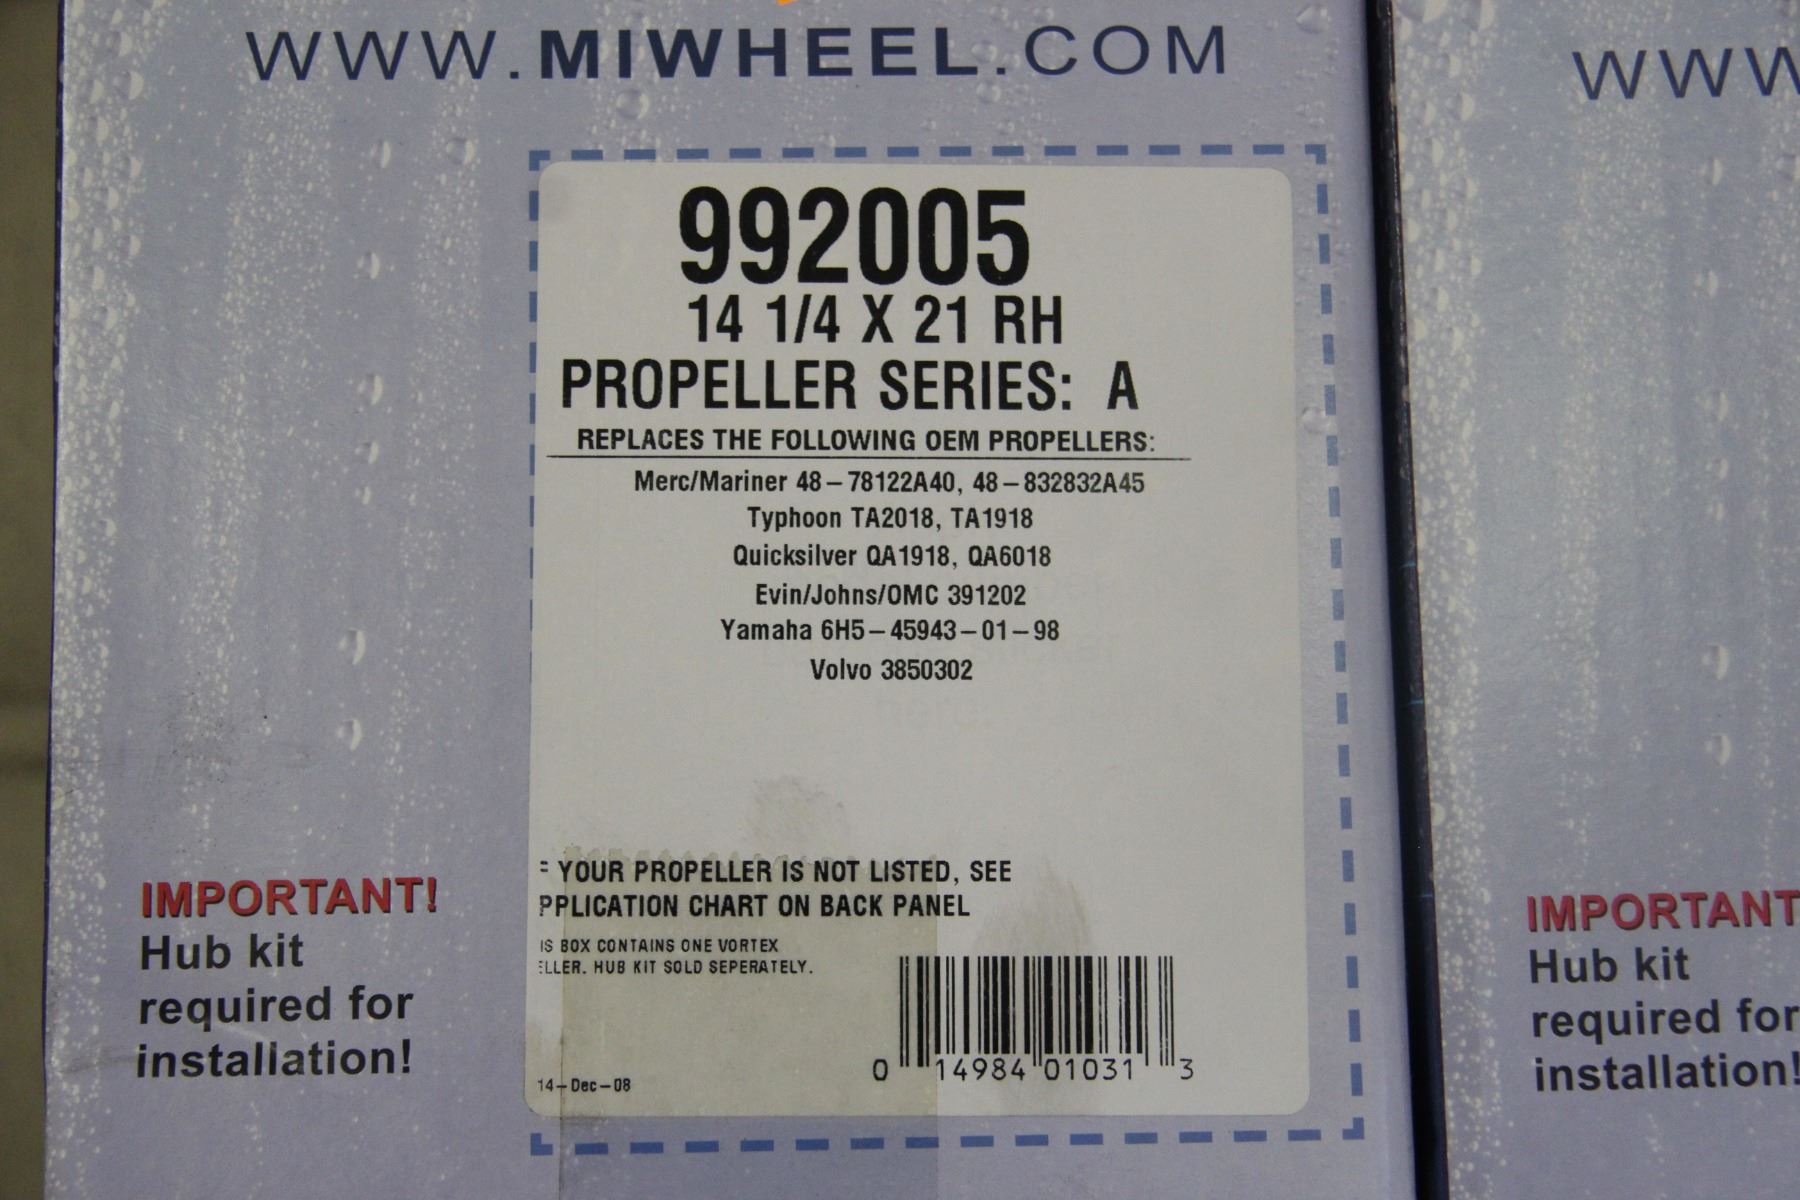 WWW.MIWHEEL.COM
992005
14 1/4 X 21 RH
PROPELLER SERIES: A
REPLACES THE FOLLOWING OEM PROPELLERS:
Merc/Mariner 48-78122A40, 48-832832A45
Typhoon TA2018, TA1918
Quicksilver QA1918, QA6018
Evin/Johns/OMC 391202
Yamaha 6H5-45943-01-98
Volvo 3850302
YOUR PROPELLER IS NOT LISTED, SEE
PPLICATION CHART ON BACK PANEL
IS BOX CONTAINS ONE VORTEX
ELLER. HUB KIT SOLD SEPERATELY.
0 14984 01031 3
14-Dec-08
IMPORTANT!
Hub kit
required for
installation!
WWW
IMPORTANT
Hub kit
required for
installation!